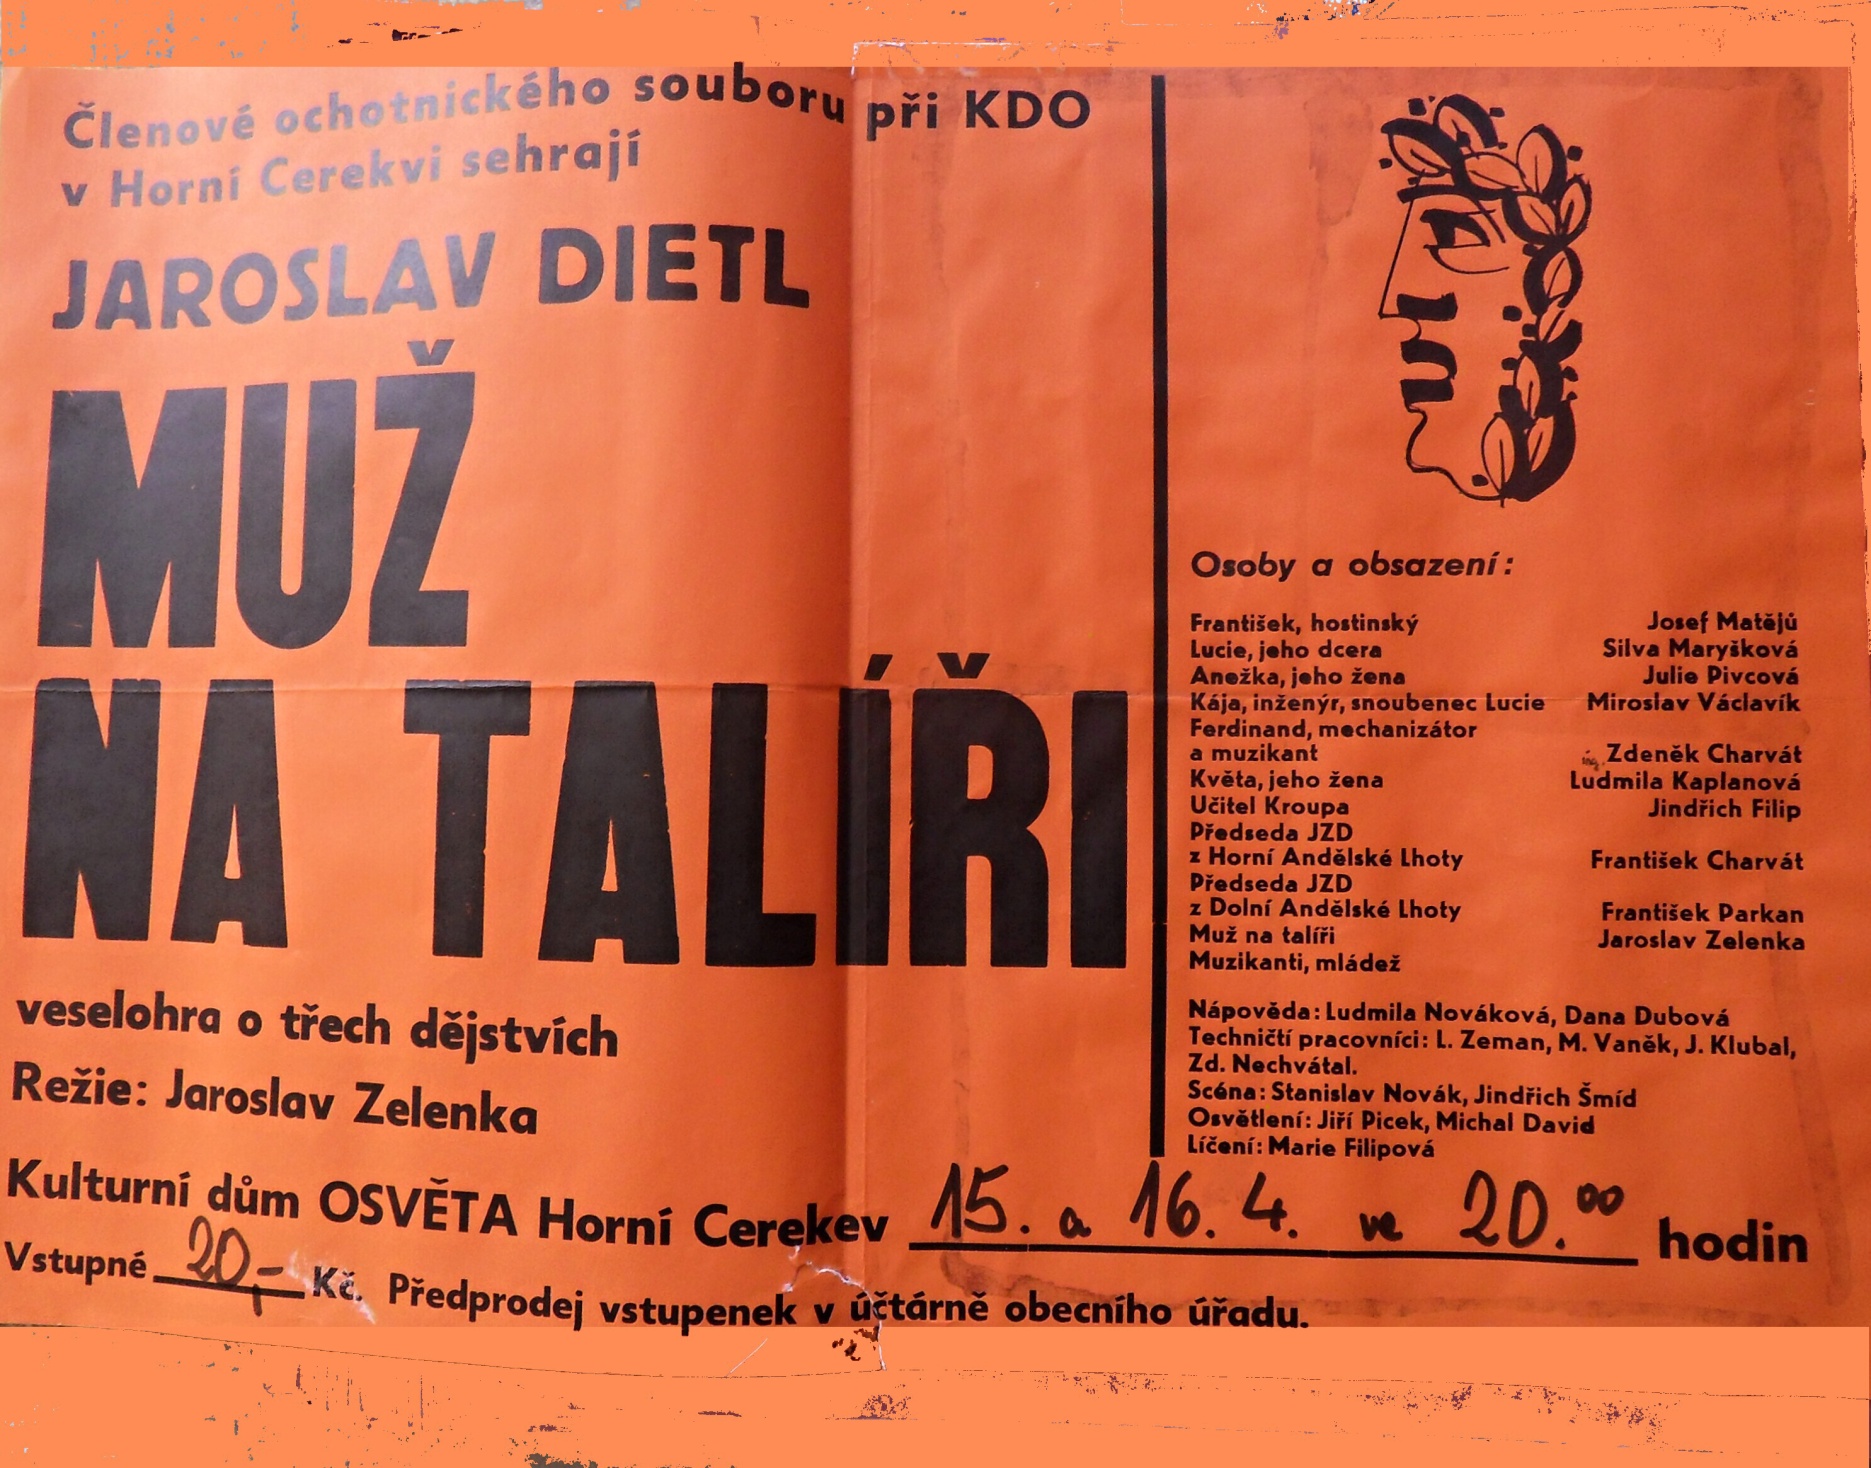 Členové ochotnického souboru při KDO
v Horní Cerekvi sehrají
JAROSLAV DIETL
MUŽ
NA TALÍŘI
veselohra o třech dějstvích
Režie: Jaroslav Zelenka
Osoby a obsazení:
František, hostinský Josef Matějů
Lucie, jeho dcera Silva Maryšková
Anežka, jeho žena Julie Pivcová
Kája, inženýr, snoubenec Lucie Miroslav Václavík
Ferdinand, mechanizátor
a muzikant ing. Zdeněk Charvát
Květa, jeho žena Ludmila Kaplanová
Učitel Kroupa Jindřich Filip
Předseda JZD
z Horní Andělské Lhoty František Charvát
Předseda JZD
z Dolní Andělské Lhoty František Parkan
Muž na talíři Jaroslav Zelenka
Muzikanti, mládež
Nápověda: Ludmila Nováková, Dana Dubová
Techničtí pracovníci: L. Zeman, M. Vaněk, J. Klubal,
Zd. Nechvátal.
Scéna: Stanislav Novák, Jindřich Šmíd
Osvětlení: Jiří Picek, Michal David
Líčení: Marie Filipová
Kulturní dům OSVĚTA Horní Cerekev 15. a 16. 4. ve 20.00 hodin
Vstupné 20,- Kč. Předprodej vstupenek v účtárně obecního úřadu.